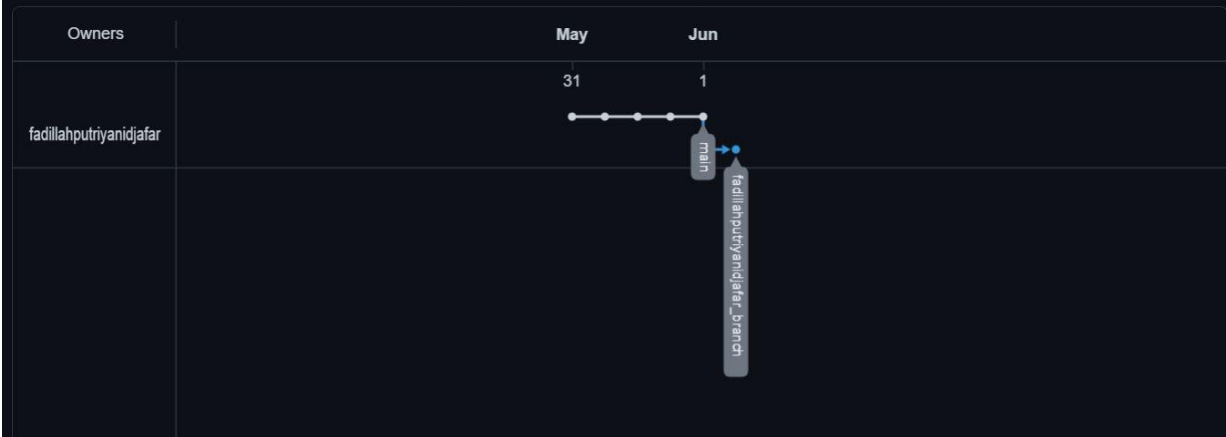 Owners
May
Jun
31
1
fadillahputriyanidjafar
main
fadillahputriyanidjafar_branch